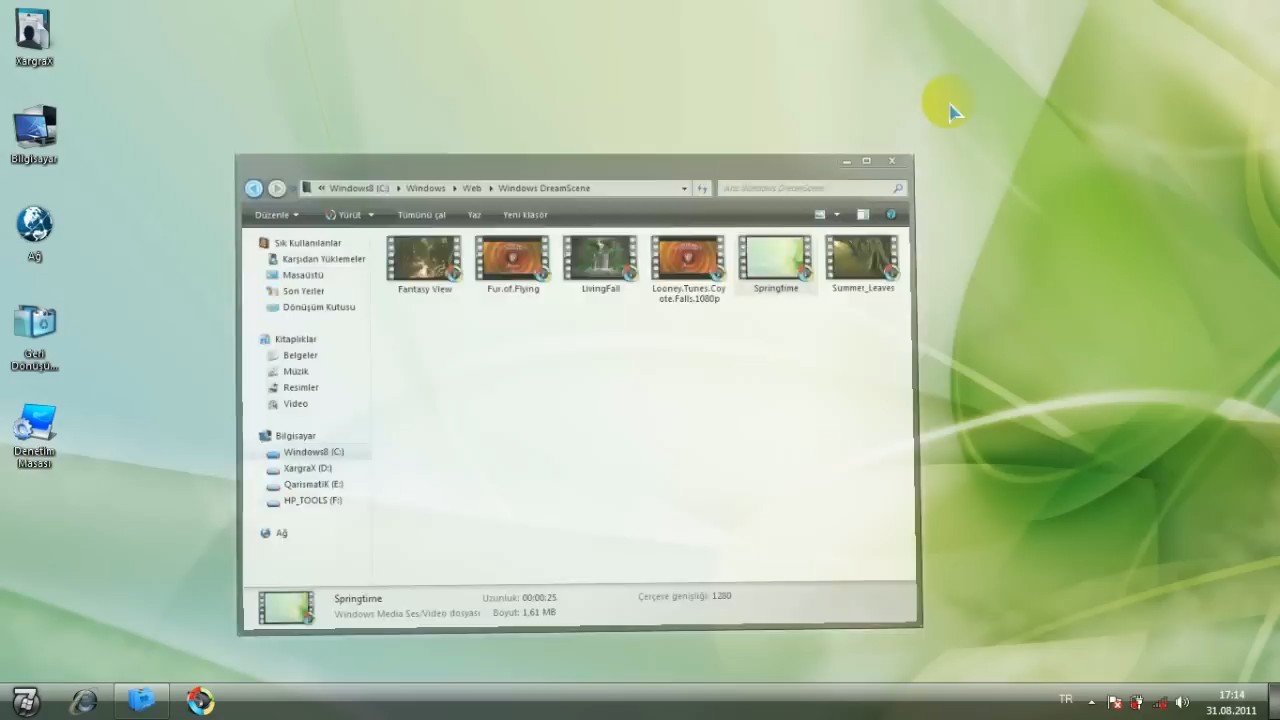 XargraX
Bilgisayar
Ağ
Geri
Dönüşü...
Denetim
Masası
« Windows8 (C:) ▸ Windows ▸ Web ▸ Windows DreamScene
Ara: Windows DreamScene
Düzenle
Yürüt
Tümünü çal
Yaz
Yeni klasör
Sık Kullanılanlar
Karşıdan Yüklemeler
Masaüstü
Son Yerler
Dönüşüm Kutusu
Kitaplıklar
Belgeler
Müzik
Resimler
Video
Bilgisayar
Windows8 (C:)
XargraX (D:)
QarismatiK (E:)
HP_TOOLS (F:)
Ağ
Fantasy View
Fur.of.Flying
LivingFall
Looney.Tunes.Coy
ote.Falls.1080p
Springtime
Summer_Leaves
Springtime
Uzunluk: 00:00:25
Çerçeve genişliği: 1280
Windows Media Ses/Video dosyası
Boyut: 1,61 MB
TR
17:14
31.08.2011